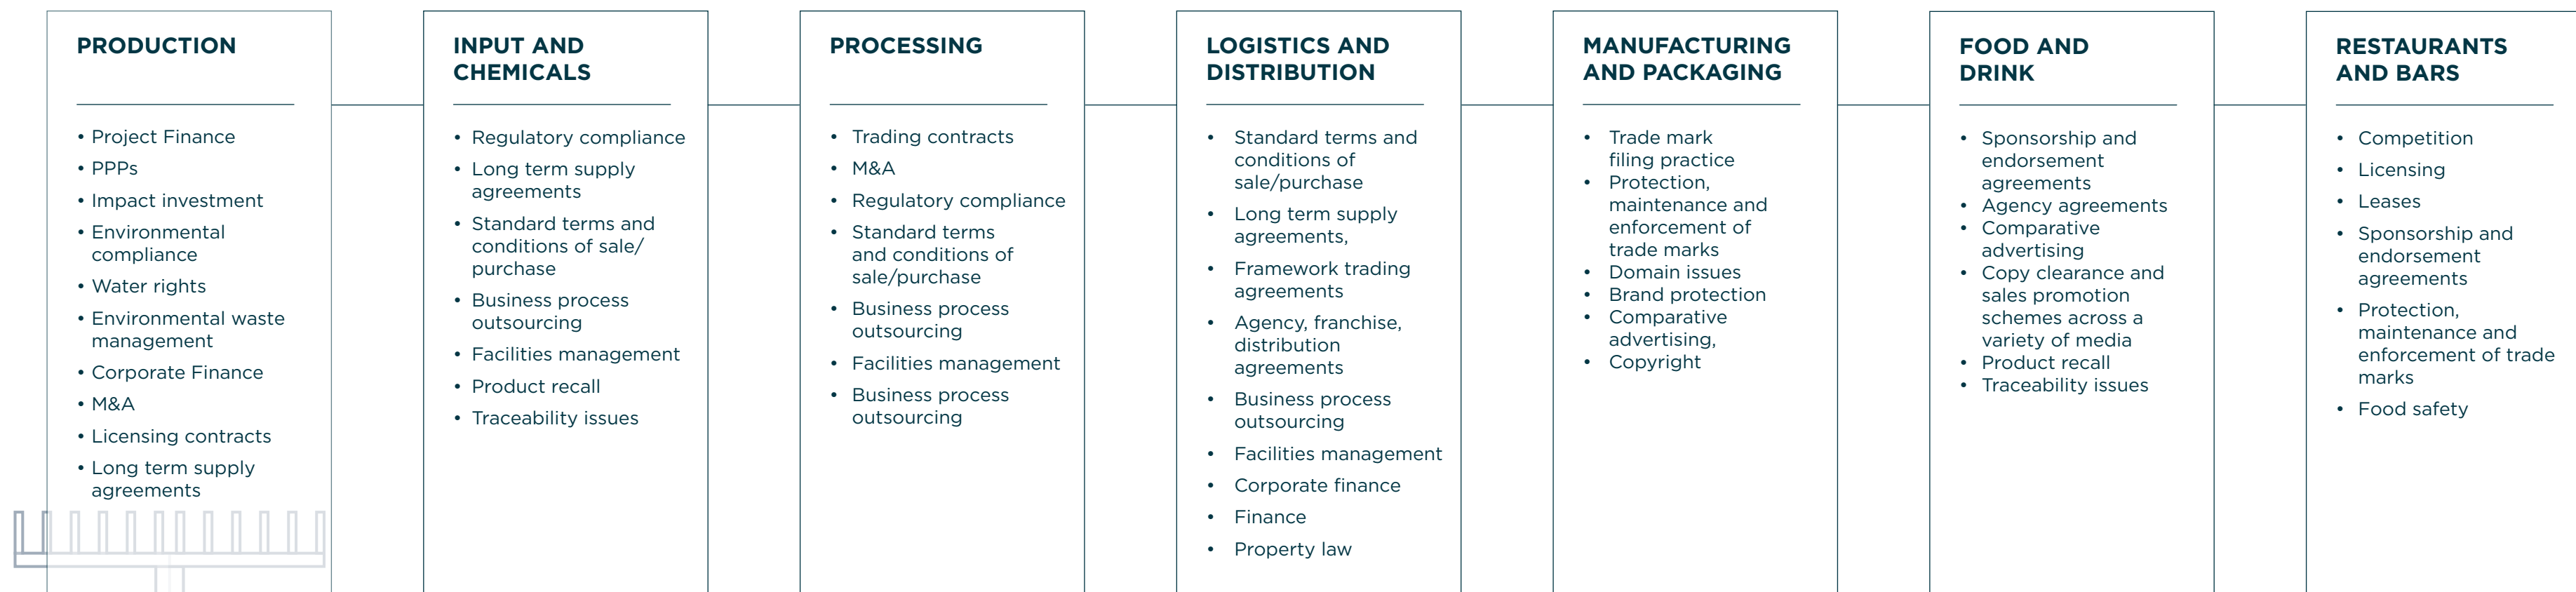 PRODUCTION
• Project Finance
• PPPs
• Impact investment
• Environmental
compliance
• Water rights
• Environmental waste
management
• Corporate Finance
• M&A
• Licensing contracts
• Long term supply
agreements
INPUT AND
CHEMICALS
• Regulatory compliance
• Long term supply
agreements
• Standard terms and
conditions of sale/
purchase
• Business process
outsourcing
• Facilities management
• Product recall
• Traceability issues
PROCESSING
• Trading contracts
• M&A
• Regulatory compliance
• Standard terms
and conditions of
sale/purchase
• Business process
outsourcing
• Facilities management
• Business process
outsourcing
LOGISTICS AND
DISTRIBUTION
• Standard terms and
conditions of
sale/purchase
• Long term supply
agreements,
• Framework trading
agreements
• Agency, franchise,
distribution
agreements
• Business process
outsourcing
• Facilities management
• Corporate finance
• Finance
• Property law
MANUFACTURING
AND PACKAGING
• Trade mark
filing practice
• Protection,
maintenance and
enforcement of
trade marks
• Domain issues
• Brand protection
• Comparative
advertising,
• Copyright
FOOD AND
DRINK
• Sponsorship and
endorsement
agreements
• Agency agreements
• Comparative
advertising
• Copy clearance and
sales promotion
schemes across a
variety of media
• Product recall
• Traceability issues
RESTAURANTS
AND BARS
• Competition
• Licensing
• Leases
• Sponsorship and
endorsement
agreements
• Protection,
maintenance and
enforcement of trade
marks
• Food safety